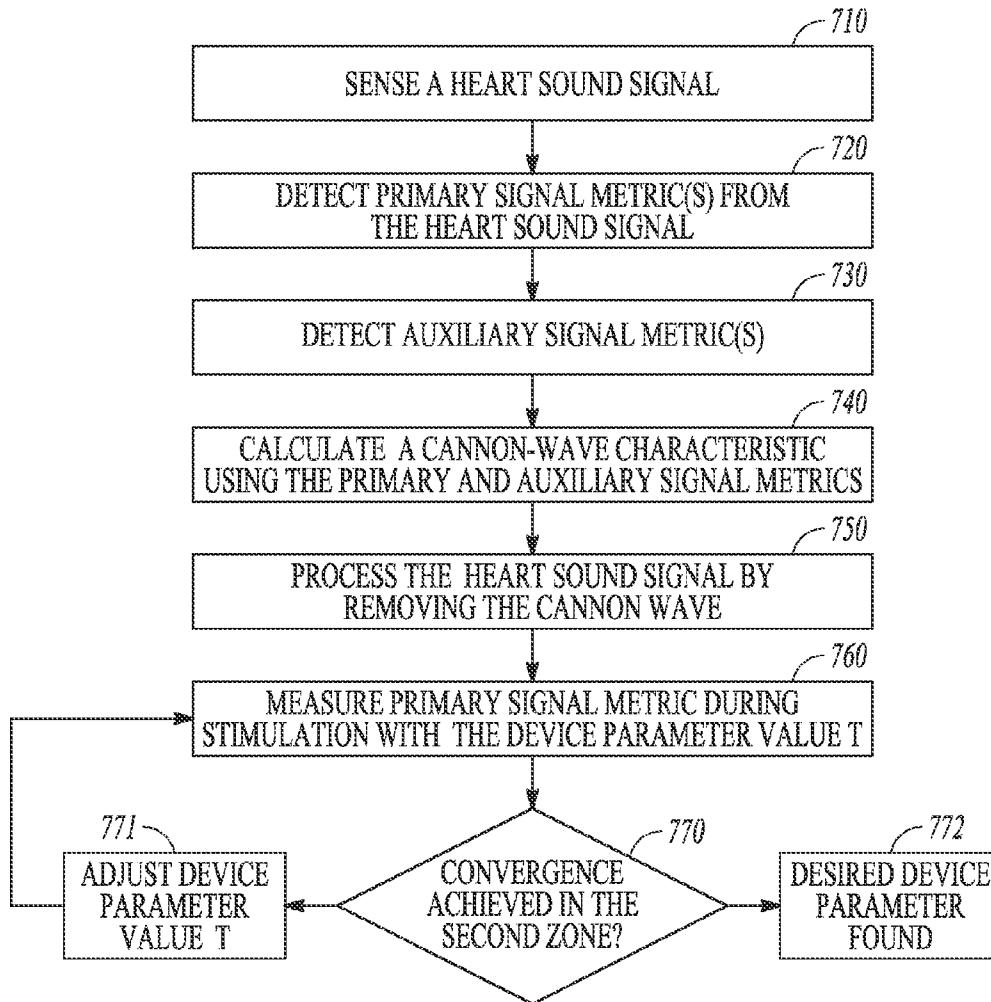 710
SENSE A HEART SOUND SIGNAL
720
DETECT PRIMARY SIGNAL METRIC(S) FROM
THE HEART SOUND SIGNAL
730
DETECT AUXILIARY SIGNAL METRIC(S)
740
CALCULATE A CANNON-WAVE CHARACTERISTIC
USING THE PRIMARY AND AUXILIARY SIGNAL METRICS
750
PROCESS THE HEART SOUND SIGNAL BY
REMOVING THE CANNON WAVE
760
MEASURE PRIMARY SIGNAL METRIC DURING
STIMULATION WITH THE DEVICE PARAMETER VALUE T
771
ADJUST DEVICE
PARAMETER
VALUE T
770
CONVERGENCE
ACHIEVED IN THE
SECOND ZONE?
772
DESIRED DEVICE
PARAMETER
FOUND